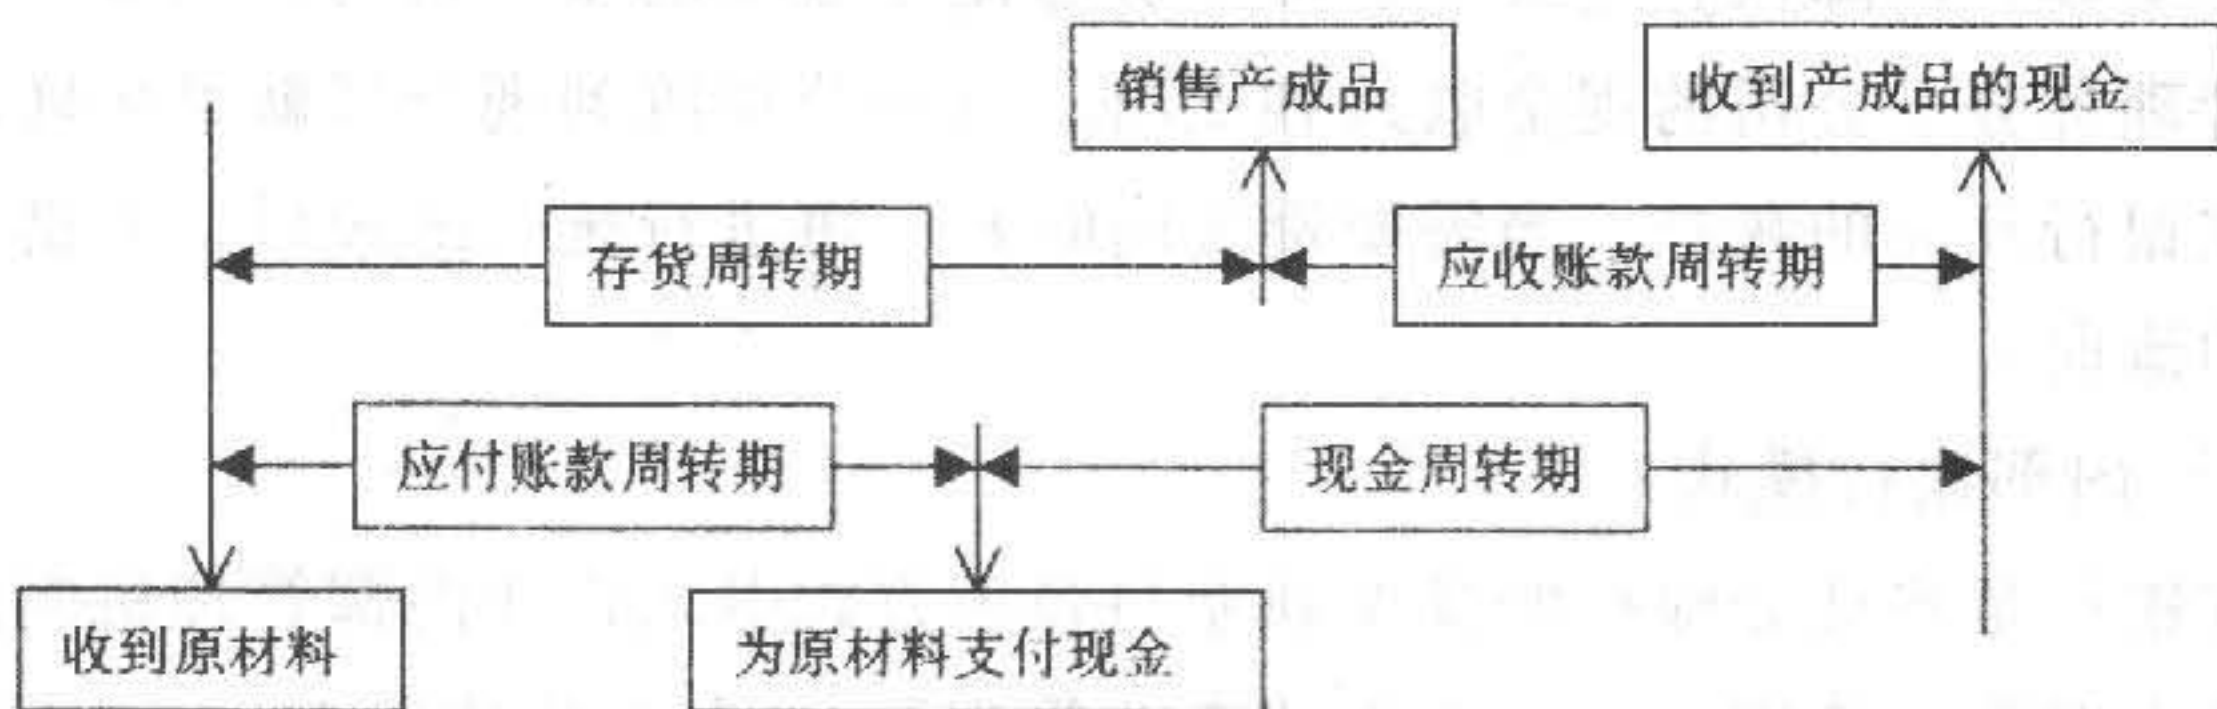 销售产成品
收到产成品的现金
存货周转期
应收账款周转期
应付账款周转期
现金周转期
收到原材料
为原材料支付现金